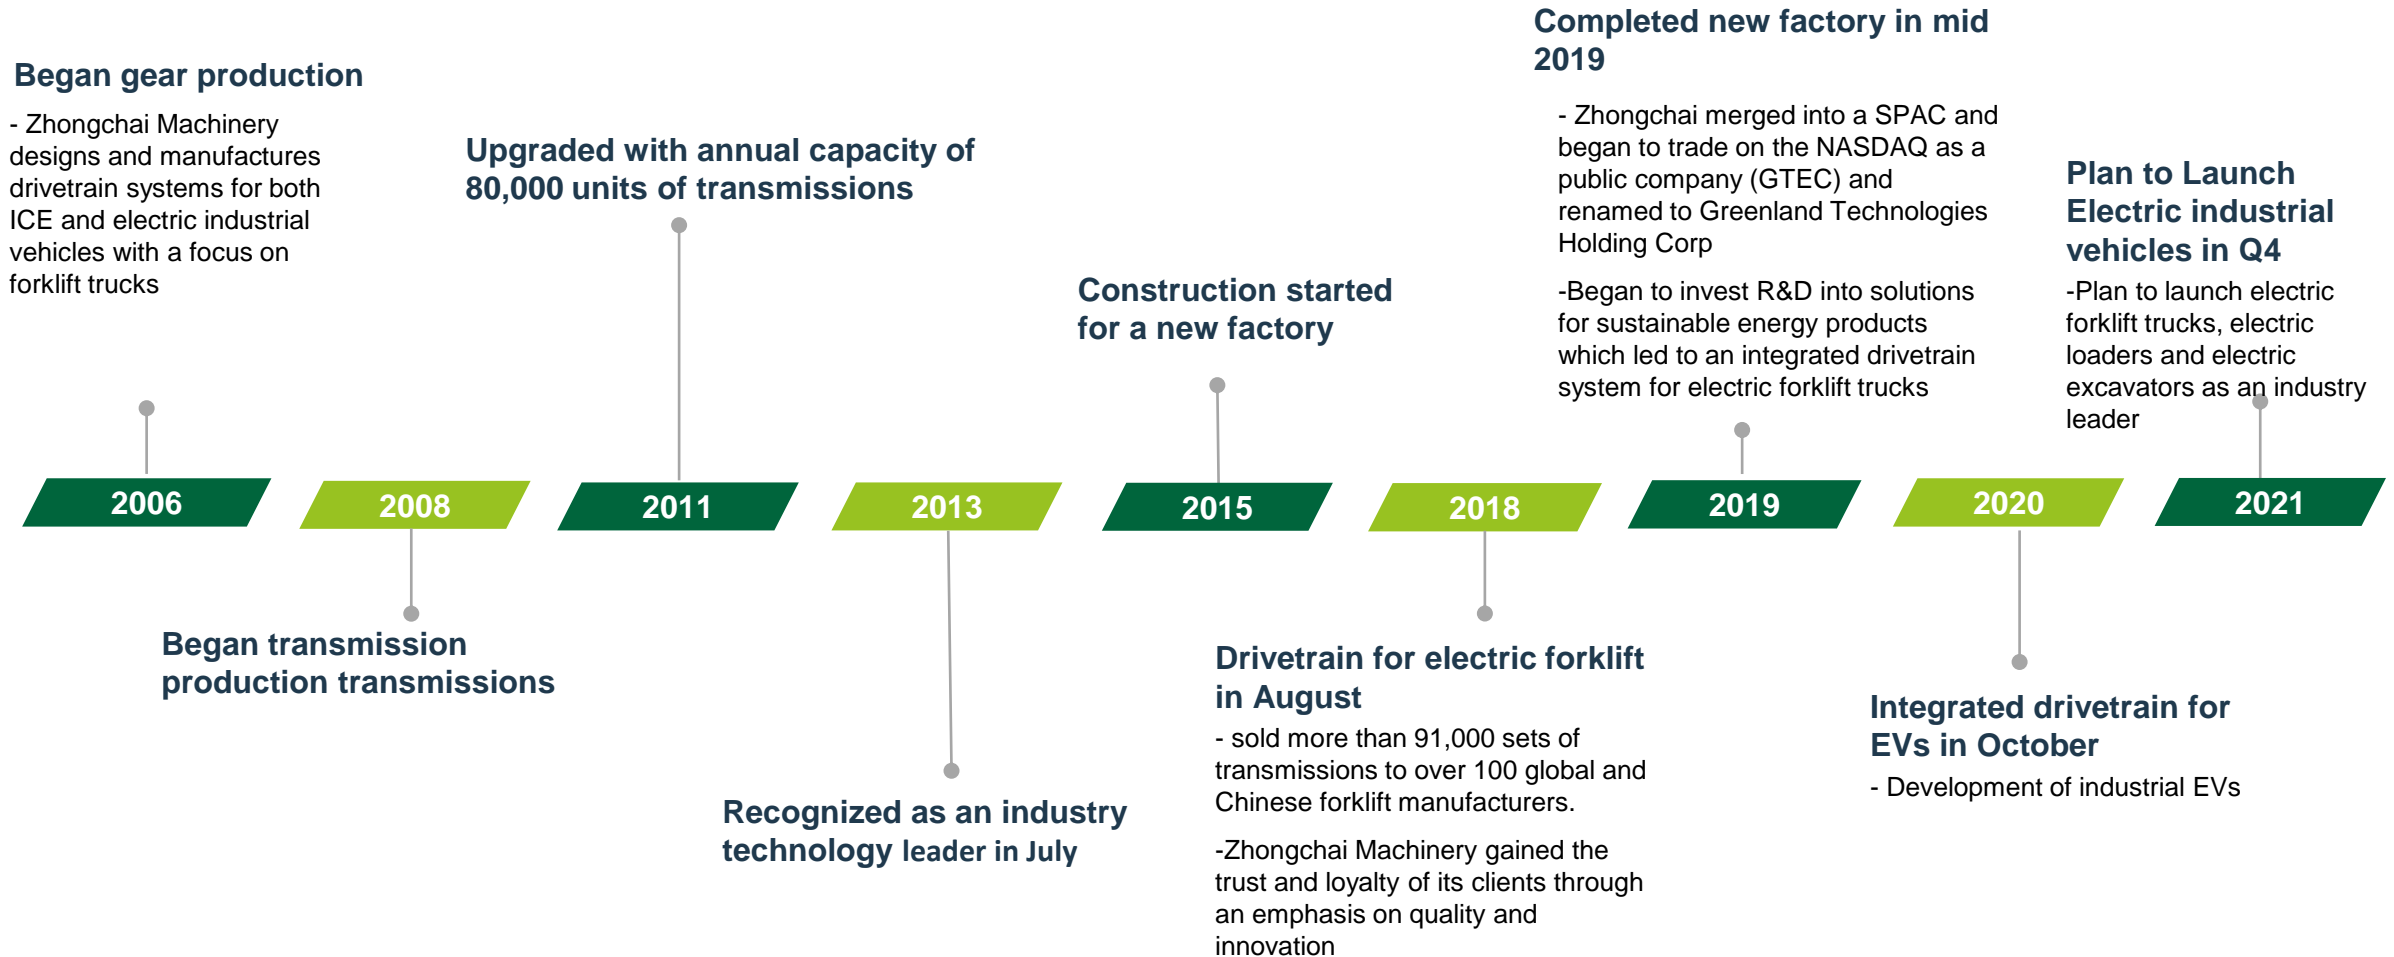 Began gear production
- Zhongchai Machinery
designs and manufactures
drivetrain systems for both
ICE and electric industrial
vehicles with a focus on
forklift trucks
Upgraded with annual capacity of
80,000 units of transmissions
Construction started
for a new factory
Completed new factory in mid
2019
- Zhongchai merged into a SPAC and
began to trade on the NASDAQ as a
public company (GTEC) and
renamed to Greenland Technologies
Holding Corp
-Began to invest R&D into solutions
for sustainable energy products
which led to an integrated drivetrain
system for electric forklift trucks
Plan to Launch
Electric industrial
vehicles in Q4
-Plan to launch electric
forklift trucks, electric
loaders and electric
excavators as an industry
leader
2006
2008
2011
2013
2015
2018
2019
2020
2021
Began transmission
production transmissions
Recognized as an industry
technology leader in July
Drivetrain for electric forklift
in August
- sold more than 91,000 sets of
transmissions to over 100 global and
Chinese forklift manufacturers.
-Zhongchai Machinery gained the
trust and loyalty of its clients through
an emphasis on quality and
innovation
Integrated drivetrain for
EVs in October
- Development of industrial EVs